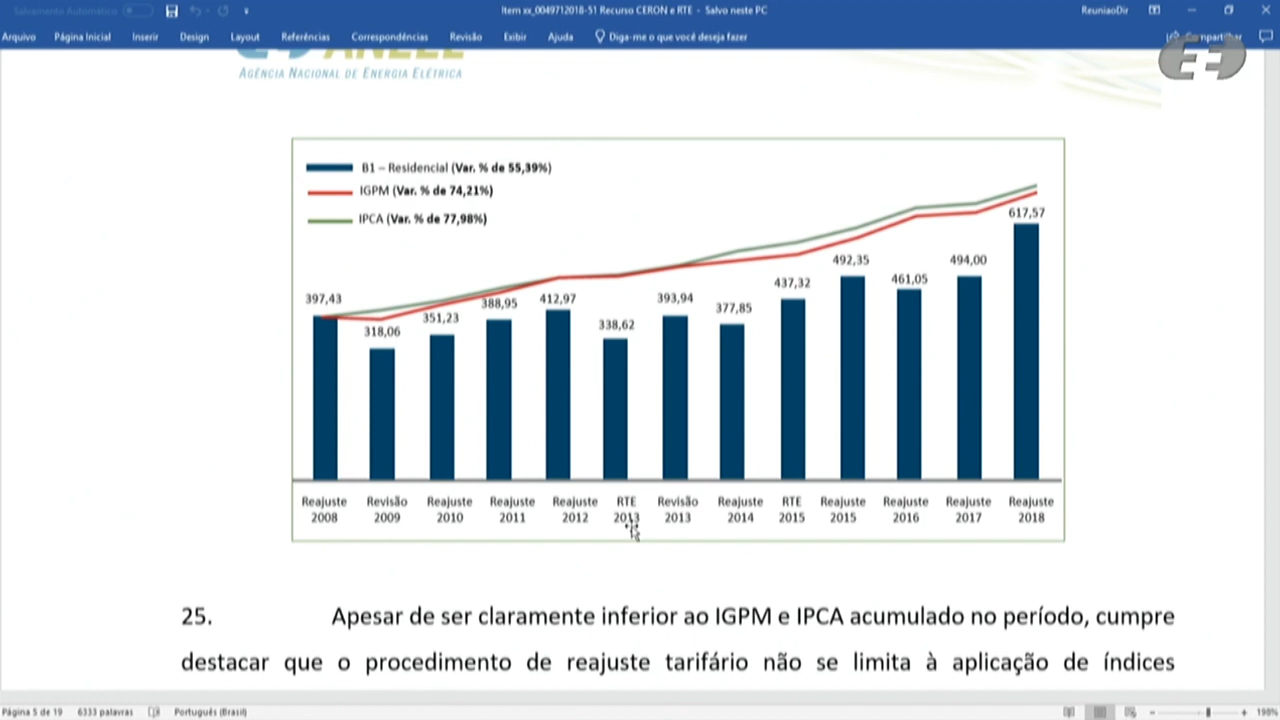 Salvamento Automático
Item xx_0049712018-51 Recurso CERON e RTE - Salvo neste PC
ReuniaoDir
Arquivo Página Inicial Inserir Design Layout Referências Correspondências Revisão Exibir Ajuda Diga-me o que você deseja fazer Compartilhar
ANEEL
AGÊNCIA NACIONAL DE ENERGIA ELÉTRICA
B1 – Residencial (Var. % de 55,39%)
IGPM (Var. % de 74,21%)
IPCA (Var. % de 77,98%)
397,43 318,06 351,23 388,95 412,97 338,62 393,94 377,85 437,32 492,35 461,05 494,00 617,57
Reajuste Revisão Reajuste Reajuste Reajuste RTE Revisão Reajuste RTE Reajuste Reajuste Reajuste Reajuste
2008 2009 2010 2011 2012 2013 2013 2014 2015 2015 2016 2017 2018
25. Apesar de ser claramente inferior ao IGPM e IPCA acumulado no período, cumpre
destacar que o procedimento de reajuste tarifário não se limita à aplicação de índices
Página 5 de 19 6333 palavras Português (Brasil) 198%